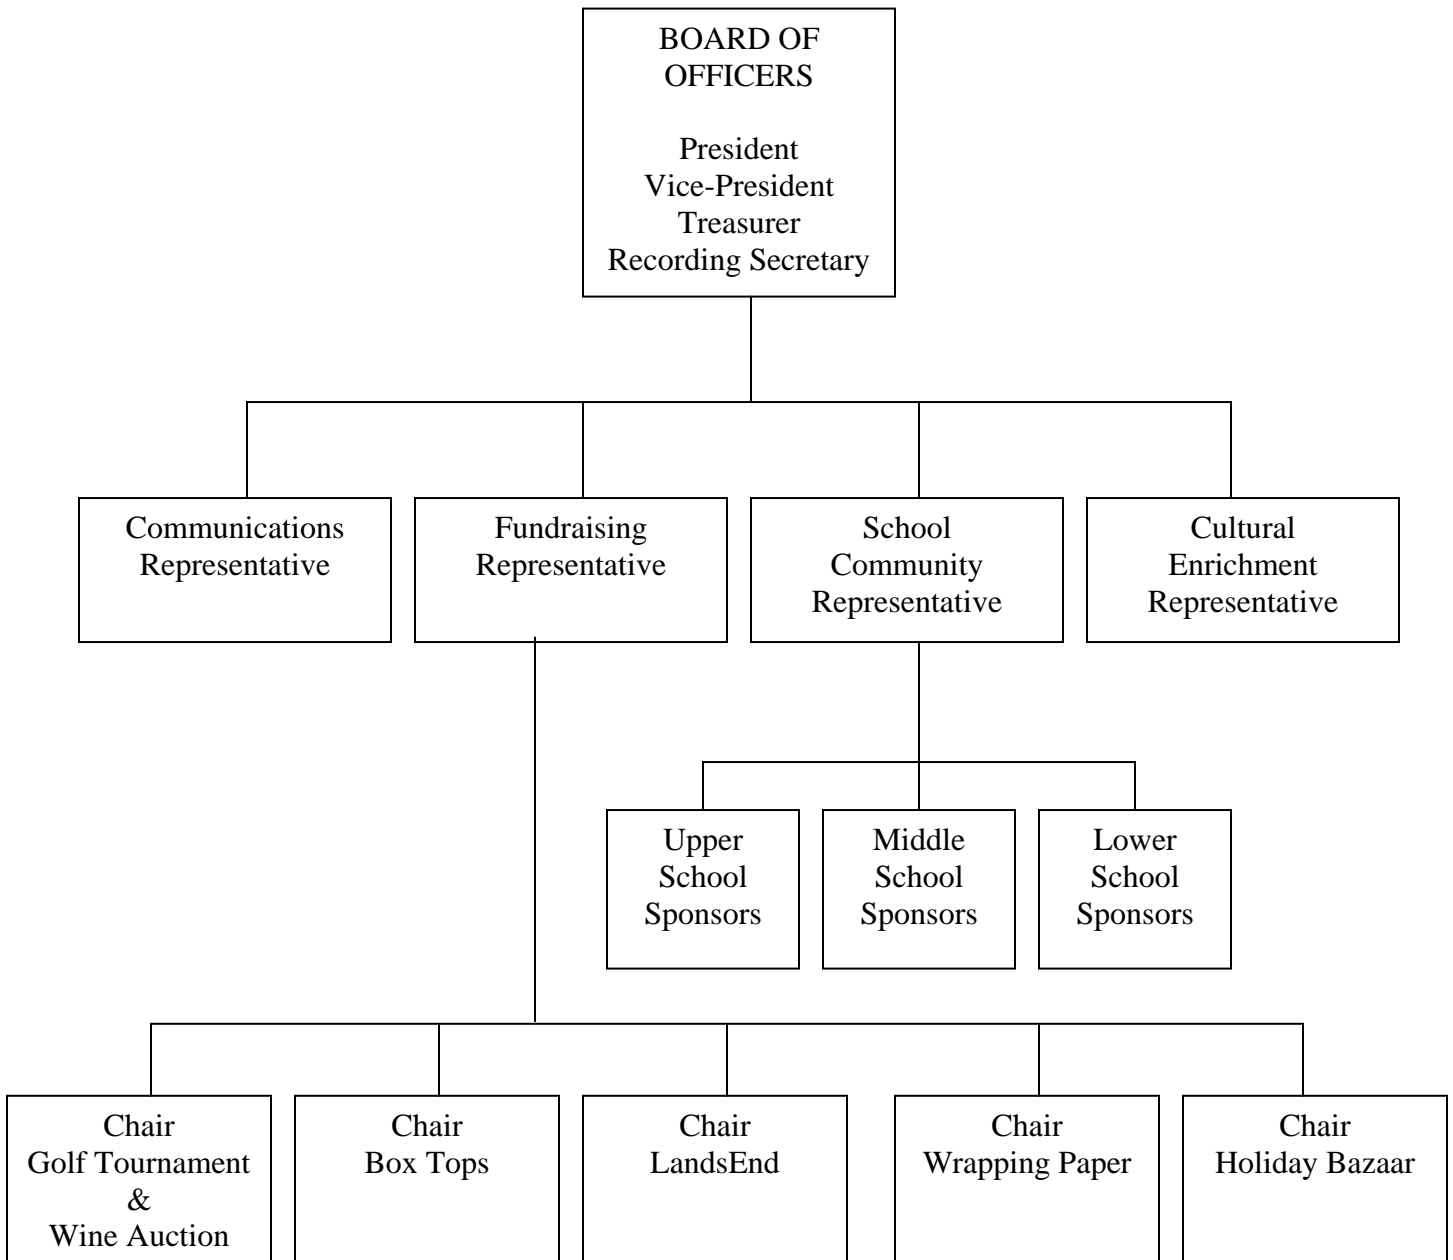 BOARD OF
OFFICERS
President
Vice-President
Treasurer
Recording Secretary
Communications
Representative
Fundraising
Representative
School
Community
Representative
Cultural
Enrichment
Representative
Upper
School
Sponsors
Middle
School
Sponsors
Lower
School
Sponsors
Chair
Golf Tournament
&
Wine Auction
Chair
Box Tops
Chair
LandsEnd
Chair
Wrapping Paper
Chair
Holiday Bazaar